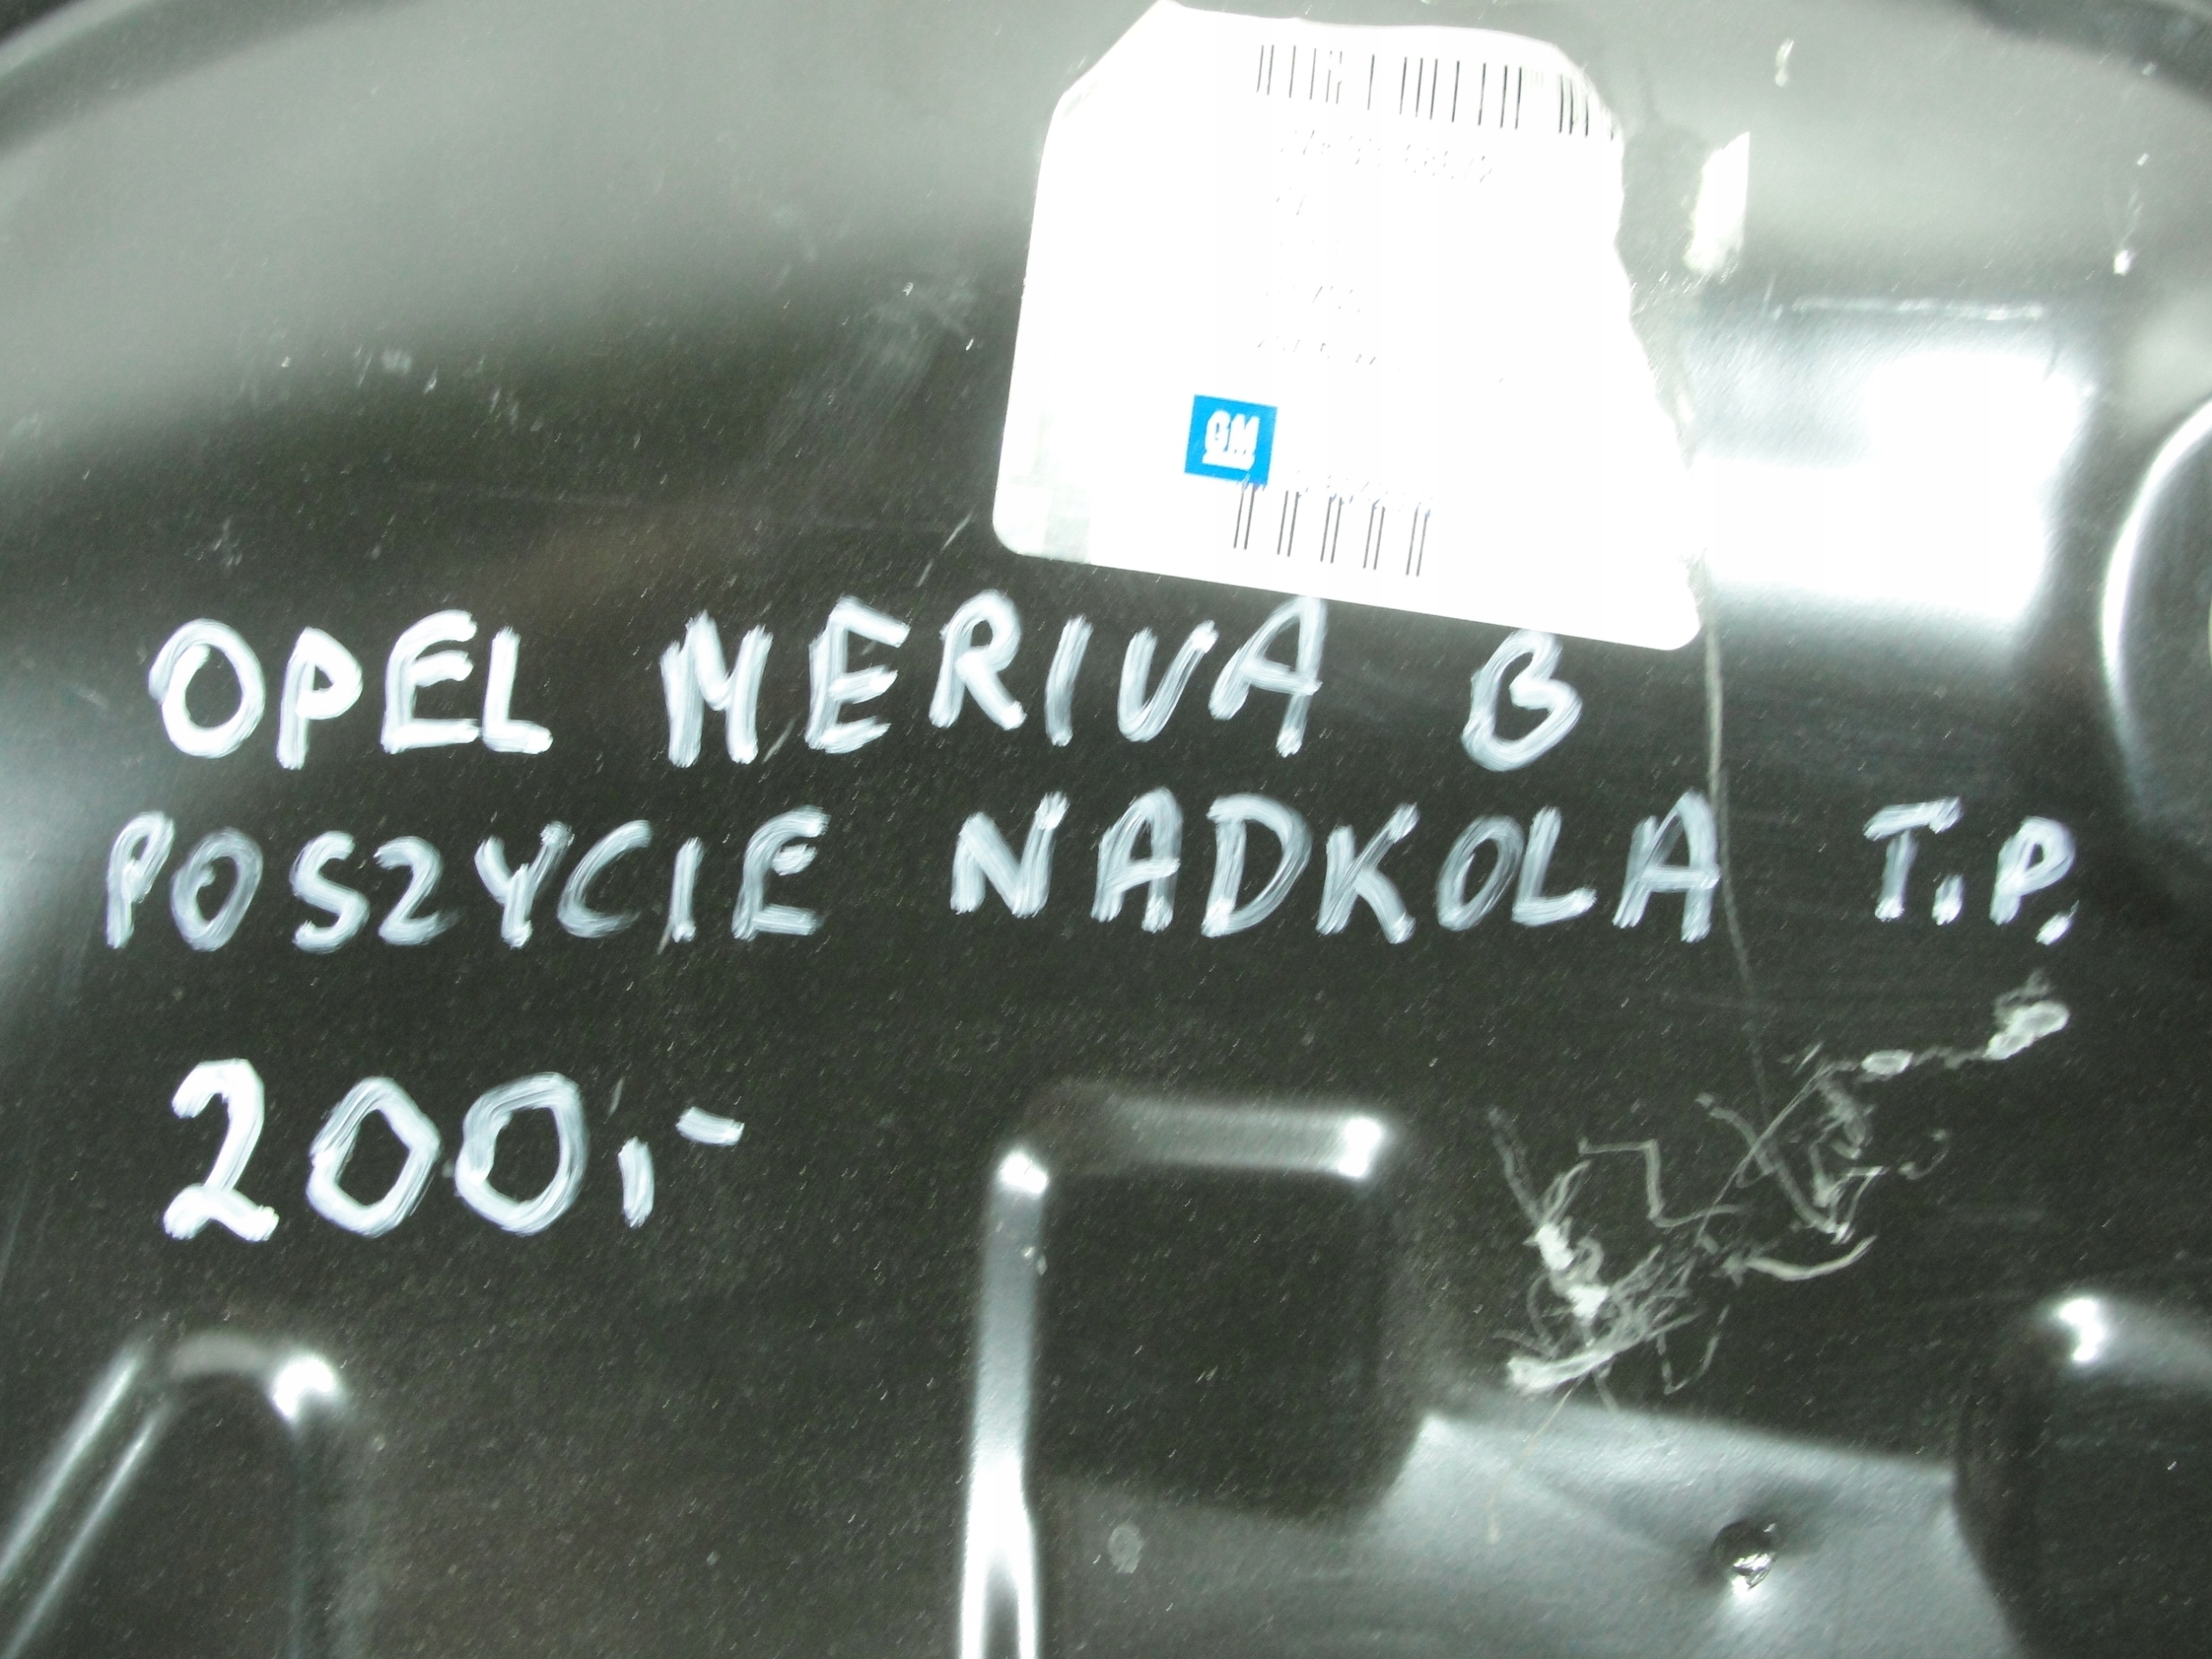 GM
OPEL MERIVA B
POSZYCIE NADKOLA T.P.
200,-